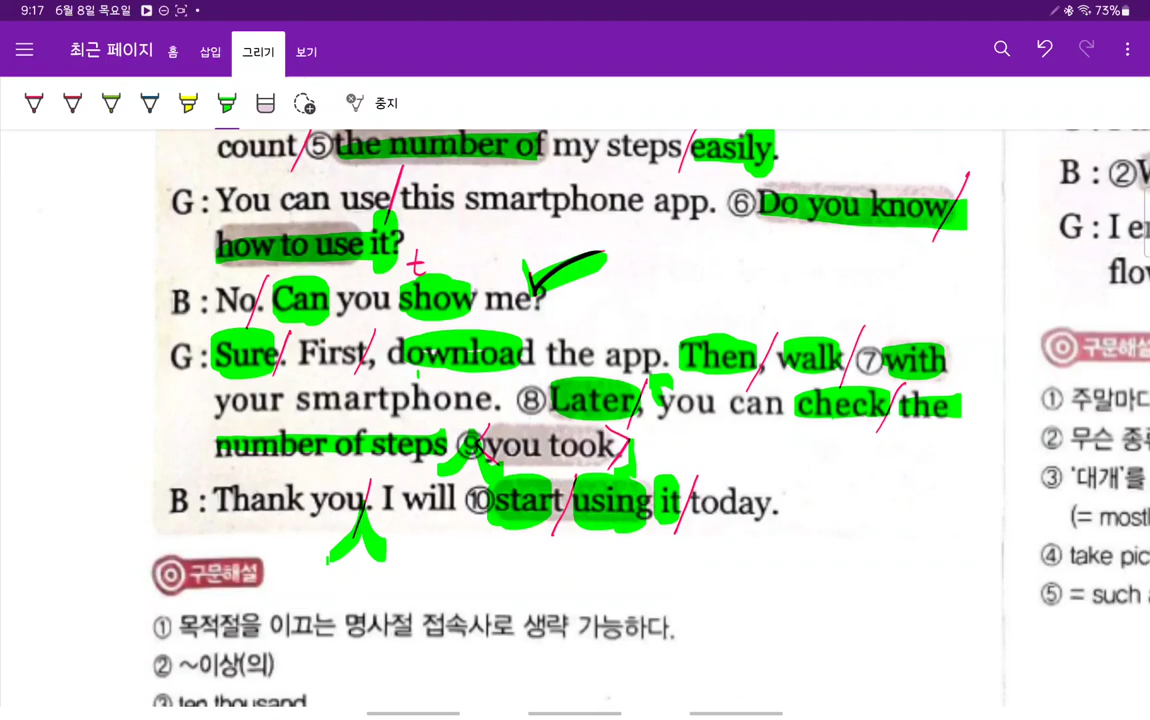 9:17 6월 8일 목요일
73%
최근 페이지 홈 삽입 그리기 보기
중지
count ⑤the number of my steps easily.
G : You can use this smartphone app. ⑥Do you know
how to use it?
t
B : No. Can you show me?
G : Sure. First, download the app. Then, walk ⑦with
your smartphone. ⑧Later, you can check the
number of steps ⑨you took.
B : Thank you. I will ⑩start using it today.
구문해설
① 목적절을 이끄는 명사절 접속사로 생략 가능하다.
② ~이상(의)
③ ten thousand
B : ②
G : I
flo
구문해설
① 주말마다
② 무슨
③ '대개'를
(= mostl
④ take pic
⑤ = such